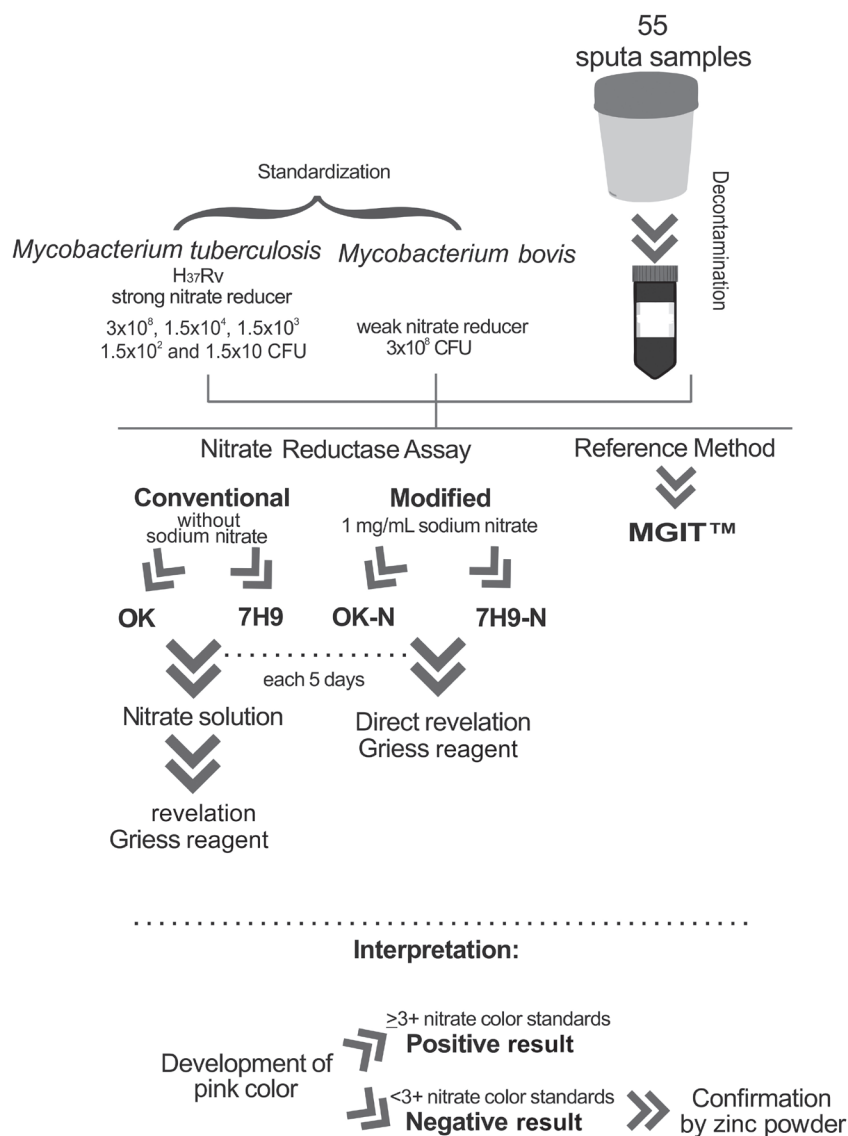 55
sputa samples
Decontamination
Standardization
Mycobacterium tuberculosis
H₃₇Rv
strong nitrate reducer
3x10⁸, 1.5x10⁴, 1.5x10³
1.5x10² and 1.5x10 CFU
Mycobacterium bovis
weak nitrate reducer
3x10⁸ CFU
Nitrate Reductase Assay
Reference Method
MGIT™
Conventional
without
sodium nitrate
Modified
1 mg/mL sodium nitrate
OK
7H9
OK-N
7H9-N
each 5 days
Nitrate solution
revelation
Griess reagent
Direct revelation
Griess reagent
Interpretation:
Development of
pink color
≥3+ nitrate color standards
Positive result
<3+ nitrate color standards
Negative result
Confirmation
by zinc powder